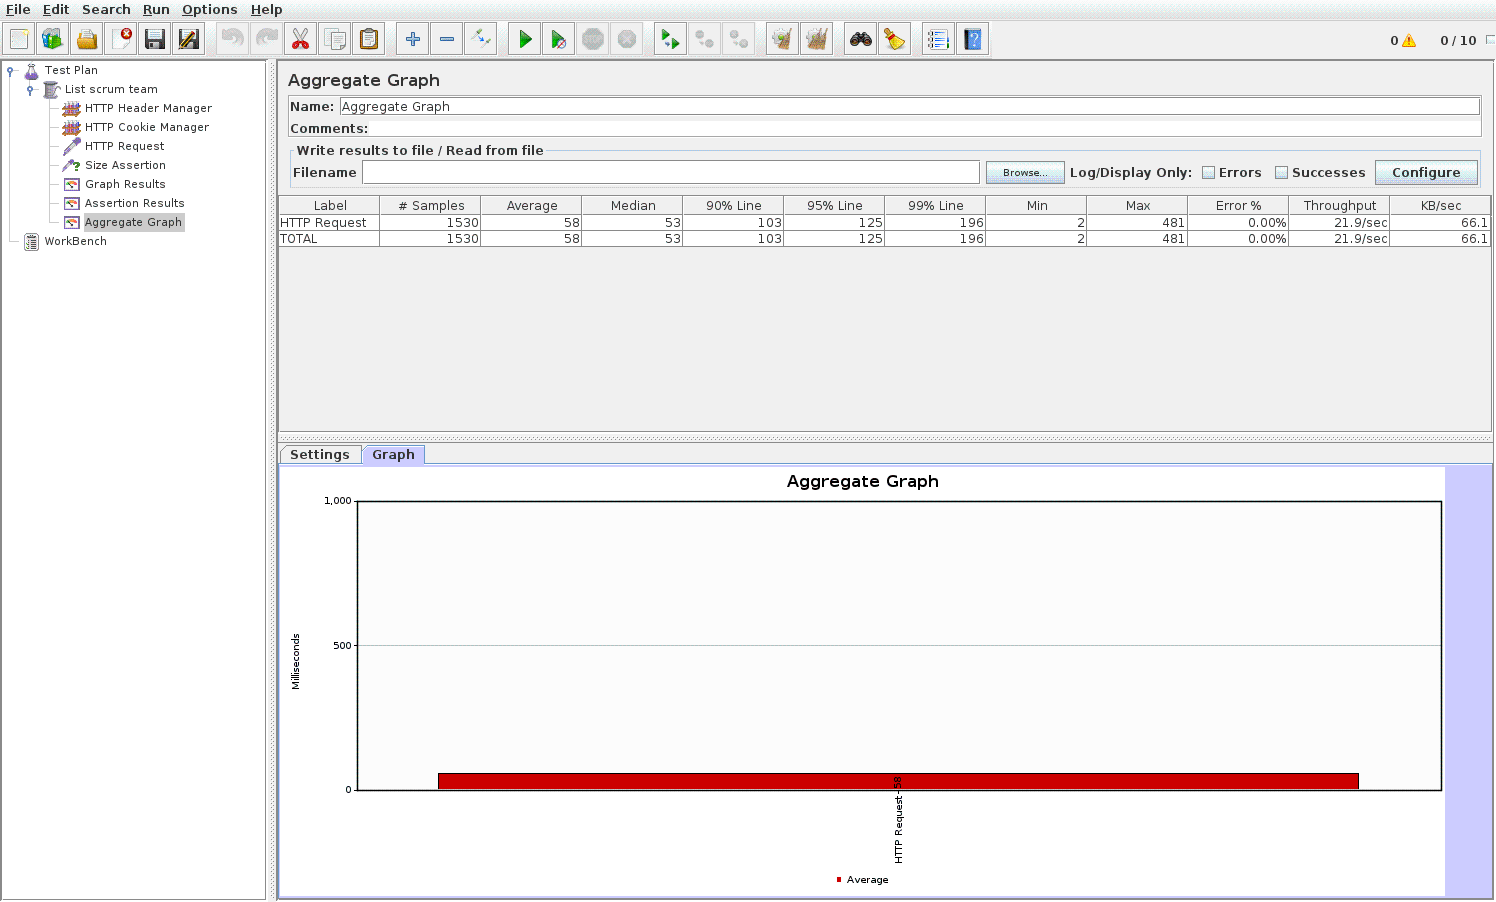 File Edit Search Run Options Help
0 0 / 10
Test Plan
List scrum team
HTTP Header Manager
HTTP Cookie Manager
HTTP Request
Size Assertion
Graph Results
Assertion Results
Aggregate Graph
WorkBench
Aggregate Graph
Name: Aggregate Graph
Comments:
Write results to file / Read from file
Filename Browse... Log/Display Only: Errors Successes Configure
Label # Samples Average Median 90% Line 95% Line 99% Line Min Max Error % Throughput KB/sec
HTTP Request 1530 58 53 103 125 196 2 481 0.00% 21.9/sec 66.1
TOTAL 1530 58 53 103 125 196 2 481 0.00% 21.9/sec 66.1
Settings Graph
Aggregate Graph
1,000
500
0
Milliseconds
58
HTTP Request
Average